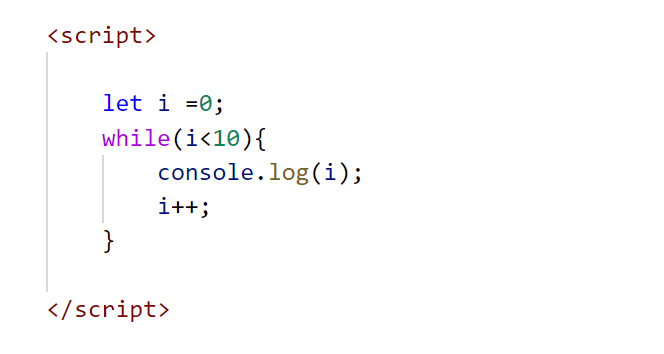 <script>
let i =0;
while(i<10){
console.log(i);
i++;
}
</script>